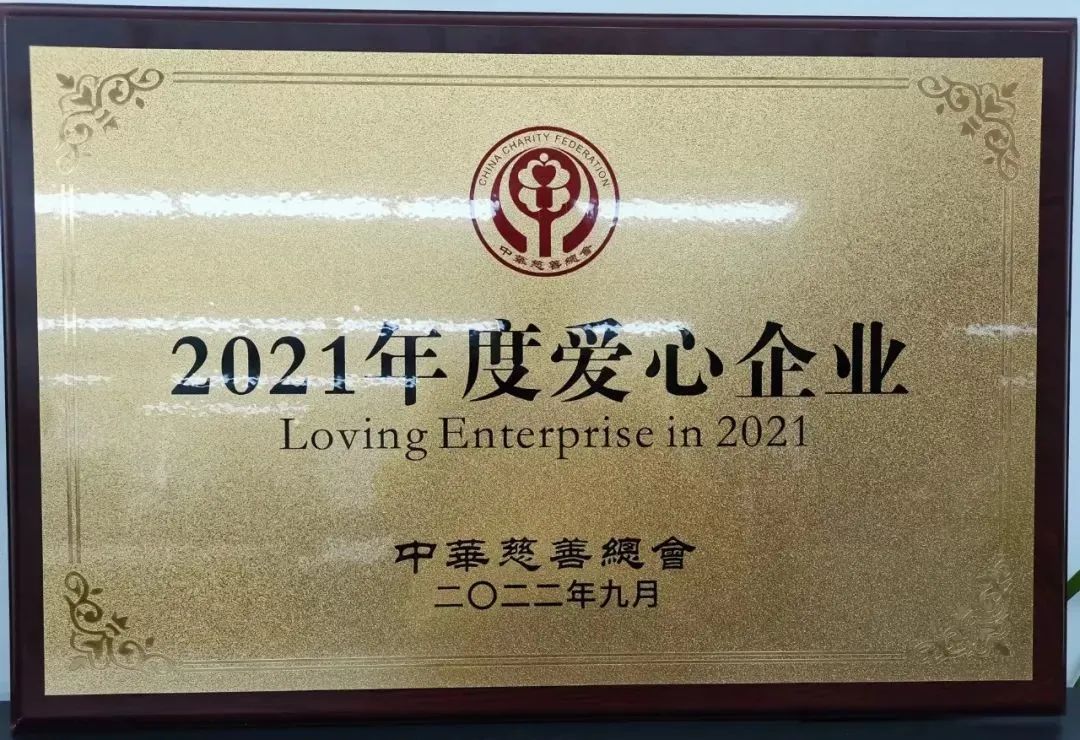 CHINA CHARITY FEDERATION
中華慈善總會
2021年度爱心企业
Loving Enterprise in 2021
中華慈善總會
二〇二二年九月